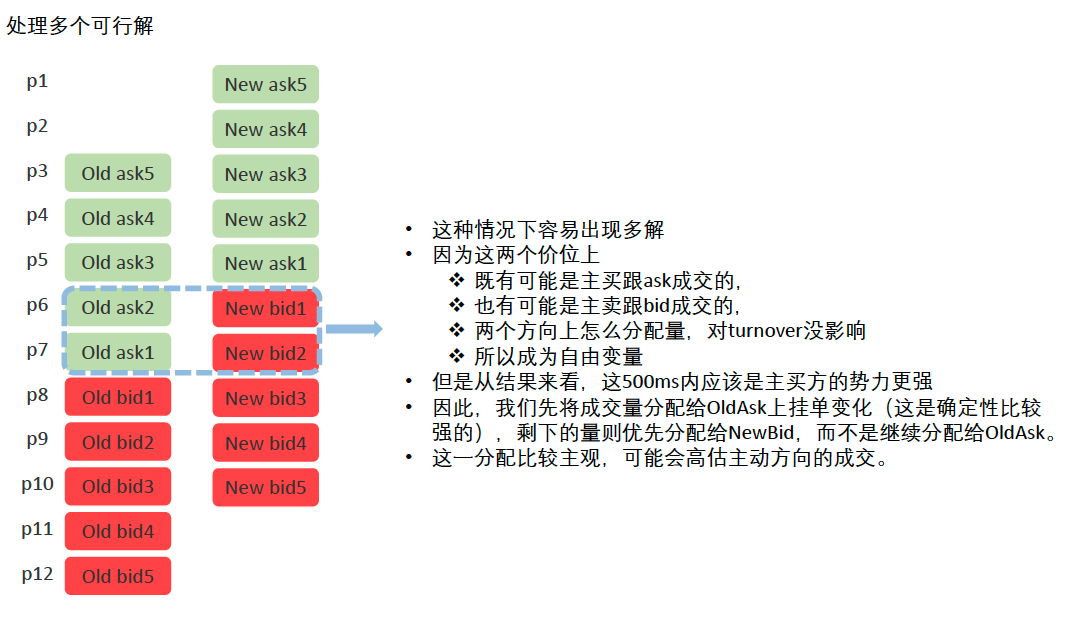 处理多个可行解
p1 New ask5
p2 New ask4
p3 Old ask5 New ask3
p4 Old ask4 New ask2
p5 Old ask3 New ask1
p6 Old ask2 New bid1
p7 Old ask1 New bid2
p8 Old bid1 New bid3
p9 Old bid2 New bid4
p10 Old bid3 New bid5
p11 Old bid4
p12 Old bid5
• 这种情况下容易出现多解
• 因为这两个价位上
❖ 既有可能是主买跟ask成交的,
❖ 也有可能是主卖跟bid成交的,
❖ 两个方向上怎么分配量，对turnover没影响
❖ 所以成为自由变量
• 但是从结果来看，这500ms内应该是主买方的势力更强
• 因此，我们先将成交量分配给OldAsk上挂单变化（这是确定性比较
强的），剩下的量则优先分配给NewBid，而不是继续分配给OldAsk。
• 这一分配比较主观，可能会高估主动方向的成交。